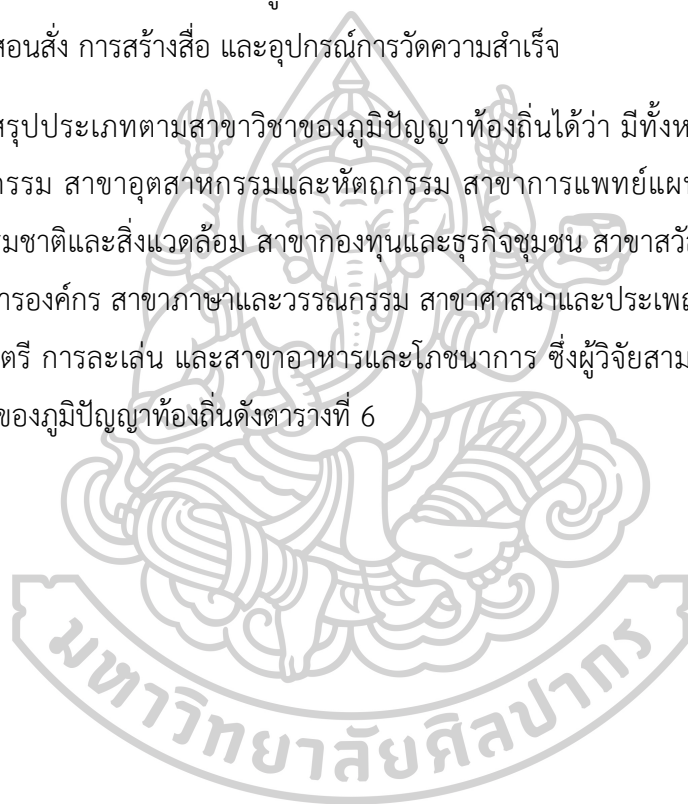 สอนสั่ง การสร้างสื่อ และอุปกรณ์การวัดความสำเร็จ
สรุปประเภทตามสาขาวิชาของภูมิปัญญาท้องถิ่นได้ว่า มีทั้งห
กรรม สาขาอุตสาหกรรมและหัตถกรรม สาขาการแพทย์แผ
รมชาติและสิ่งแวดล้อม สาขากองทุนและธุรกิจชุมชน สาขาสวั
ารองค์กร สาขาภาษาและวรรณกรรม สาขาศาสนาและประเพ
ตรี การละเล่น และสาขาอาหารและโภชนาการ ซึ่งผู้วิจัยสาม
ของภูมิปัญญาท้องถิ่นดังตารางที่ 6
มหาวิทยาลัยศิลปากร